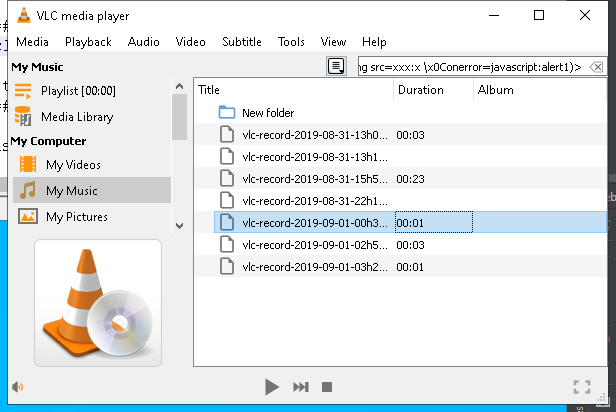 VLC media player
Media Playback Audio Video Subtitle Tools View Help
My Music
ng src=xxx:x \x0Conerror=javascript:alert1)>
Playlist [00:00]
Media Library
My Computer
My Videos
My Music
My Pictures
Title Duration Album
New folder
vlc-record-2019-08-31-13h0... 00:03
vlc-record-2019-08-31-13h1...
vlc-record-2019-08-31-15h5... 00:23
vlc-record-2019-08-31-22h1...
vlc-record-2019-09-01-00h3... 00:01
vlc-record-2019-09-01-02h5... 00:03
vlc-record-2019-09-01-03h2... 00:01